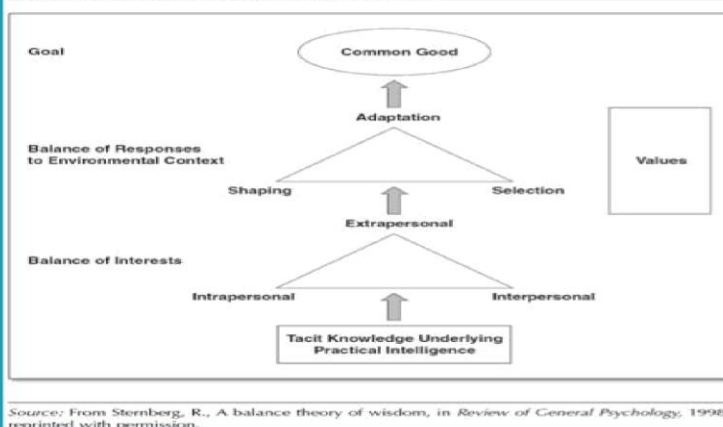 Goal
Common Good
Adaptation
Balance of Responses
to Environmental Context
Values
Shaping
Selection
Extrapersonal
Balance of Interests
Intrapersonal
Interpersonal
Tacit Knowledge Underlying
Practical Intelligence
Source: From Sternberg, R., A balance theory of wisdom, in Review of General Psychology, 1998
reprinted with permission.